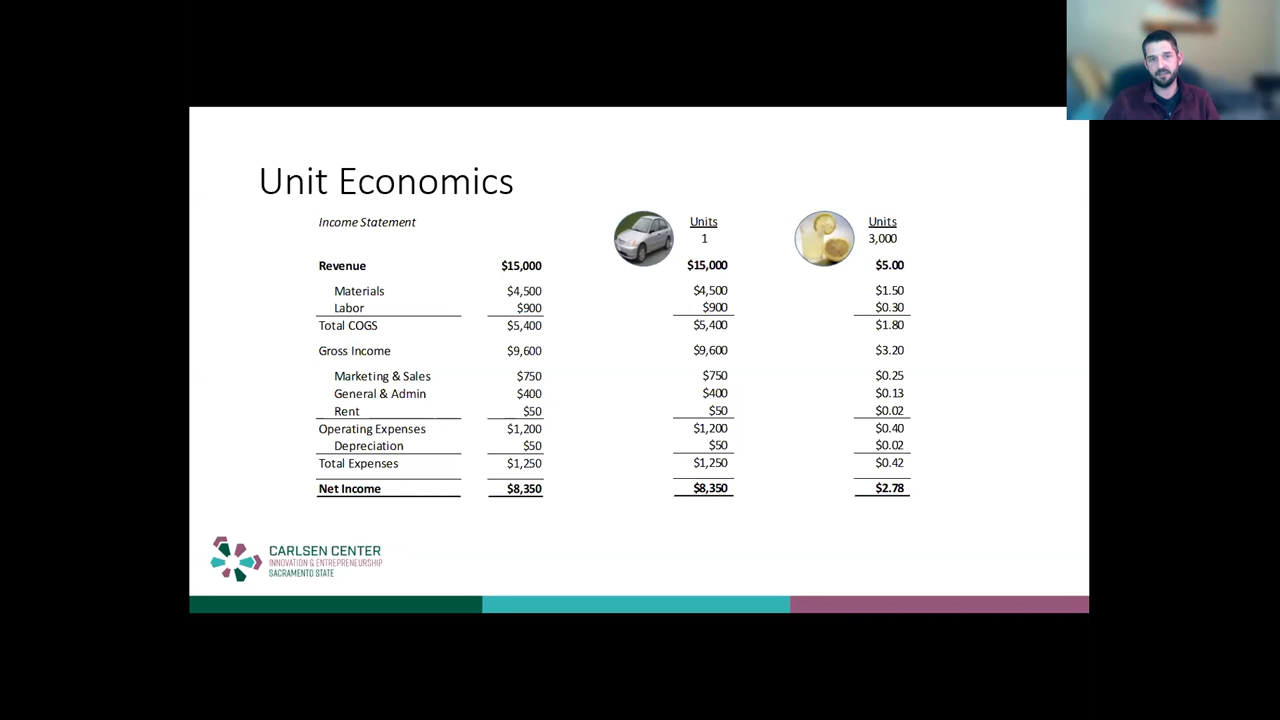 Unit Economics
Income Statement Units Units
1 3,000
Revenue $15,000 $15,000 $5.00
Materials $4,500 $4,500 $1.50
Labor $900 $900 $0.30
Total COGS $5,400 $5,400 $1.80
Gross Income $9,600 $9,600 $3.20
Marketing & Sales $750 $750 $0.25
General & Admin $400 $400 $0.13
Rent $50 $50 $0.02
Operating Expenses $1,200 $1,200 $0.40
Depreciation $50 $50 $0.02
Total Expenses $1,250 $1,250 $0.42
Net Income $8,350 $8,350 $2.78
CARLSEN CENTER
INNOVATION & ENTREPRENEURSHIP
SACRAMENTO STATE